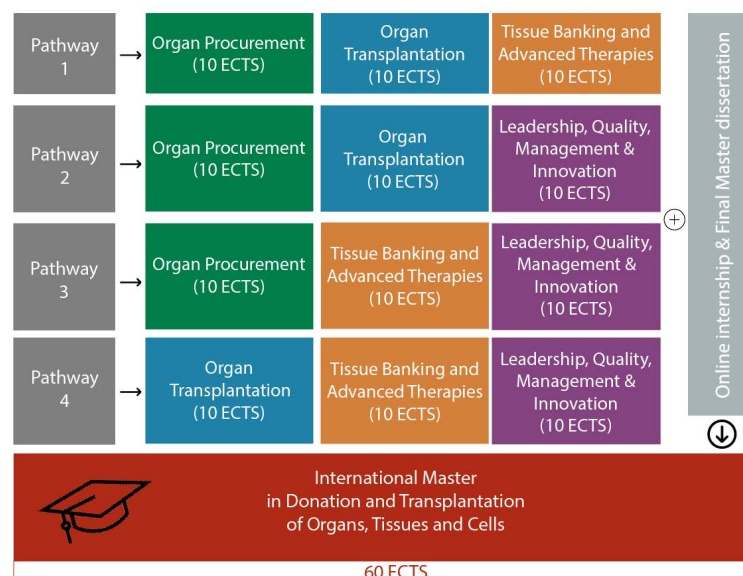 Pathway
1
Organ Procurement
(10 ECTS)
Organ
Transplantation
(10 ECTS)
Tissue Banking and
Advanced Therapies
(10 ECTS)
Pathway
2
Organ Procurement
(10 ECTS)
Organ
Transplantation
(10 ECTS)
Leadership, Quality,
Management &
Innovation
(10 ECTS)
Pathway
3
Organ Procurement
(10 ECTS)
Tissue Banking and
Advanced Therapies
(10 ECTS)
Leadership, Quality,
Management &
Innovation
(10 ECTS)
Pathway
4
Organ
Transplantation
(10 ECTS)
Tissue Banking and
Advanced Therapies
(10 ECTS)
Leadership, Quality,
Management &
Innovation
(10 ECTS)
Online internship & Final Master dissertation
International Master
in Donation and Transplantation
of Organs, Tissues and Cells
60 ECTS